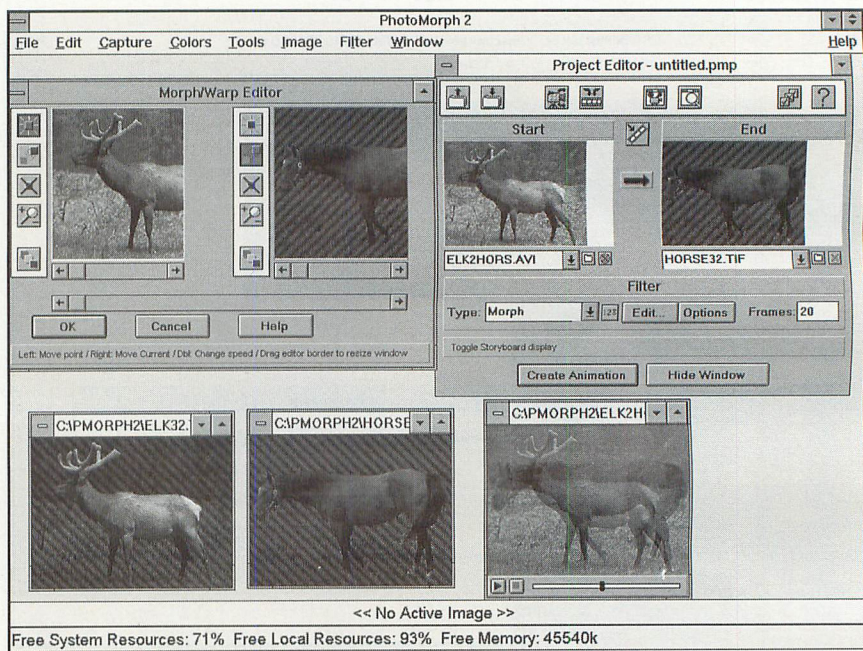 PhotoMorph 2
File Edit Capture Colors Tools Image Filter Window Help
Project Editor - untitled.pmp
Morph/Warp Editor
Start End
ELK2HORS.AVI HORSE32.TIF
Filter
Type: Morph 123 Edit... Options Frames: 20
OK Cancel Help
Left: Move point / Right: Move Current / Dbl: Change speed / Drag editor border to resize window
Toggle Storyboard display
Create Animation Hide Window
C:\PMORPH2\ELK32. C:\PMORPH2\HORSE C:\PMORPH2\ELK2H
<< No Active Image >>
Free System Resources: 71% Free Local Resources: 93% Free Memory: 45540k